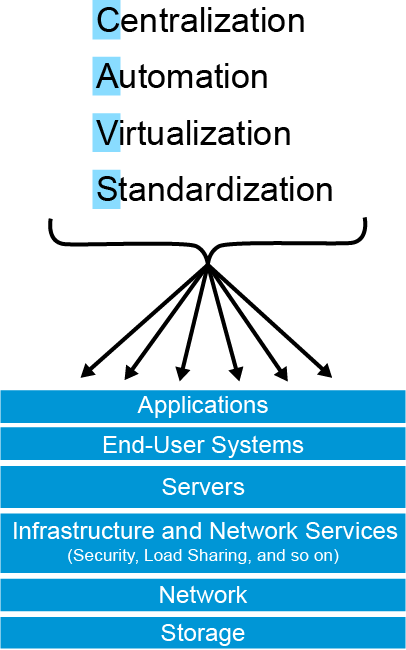 Centralization
Automation
Virtualization
Standardization
Applications
End-User Systems
Servers
Infrastructure and Network Services
(Security, Load Sharing, and so on)
Network
Storage